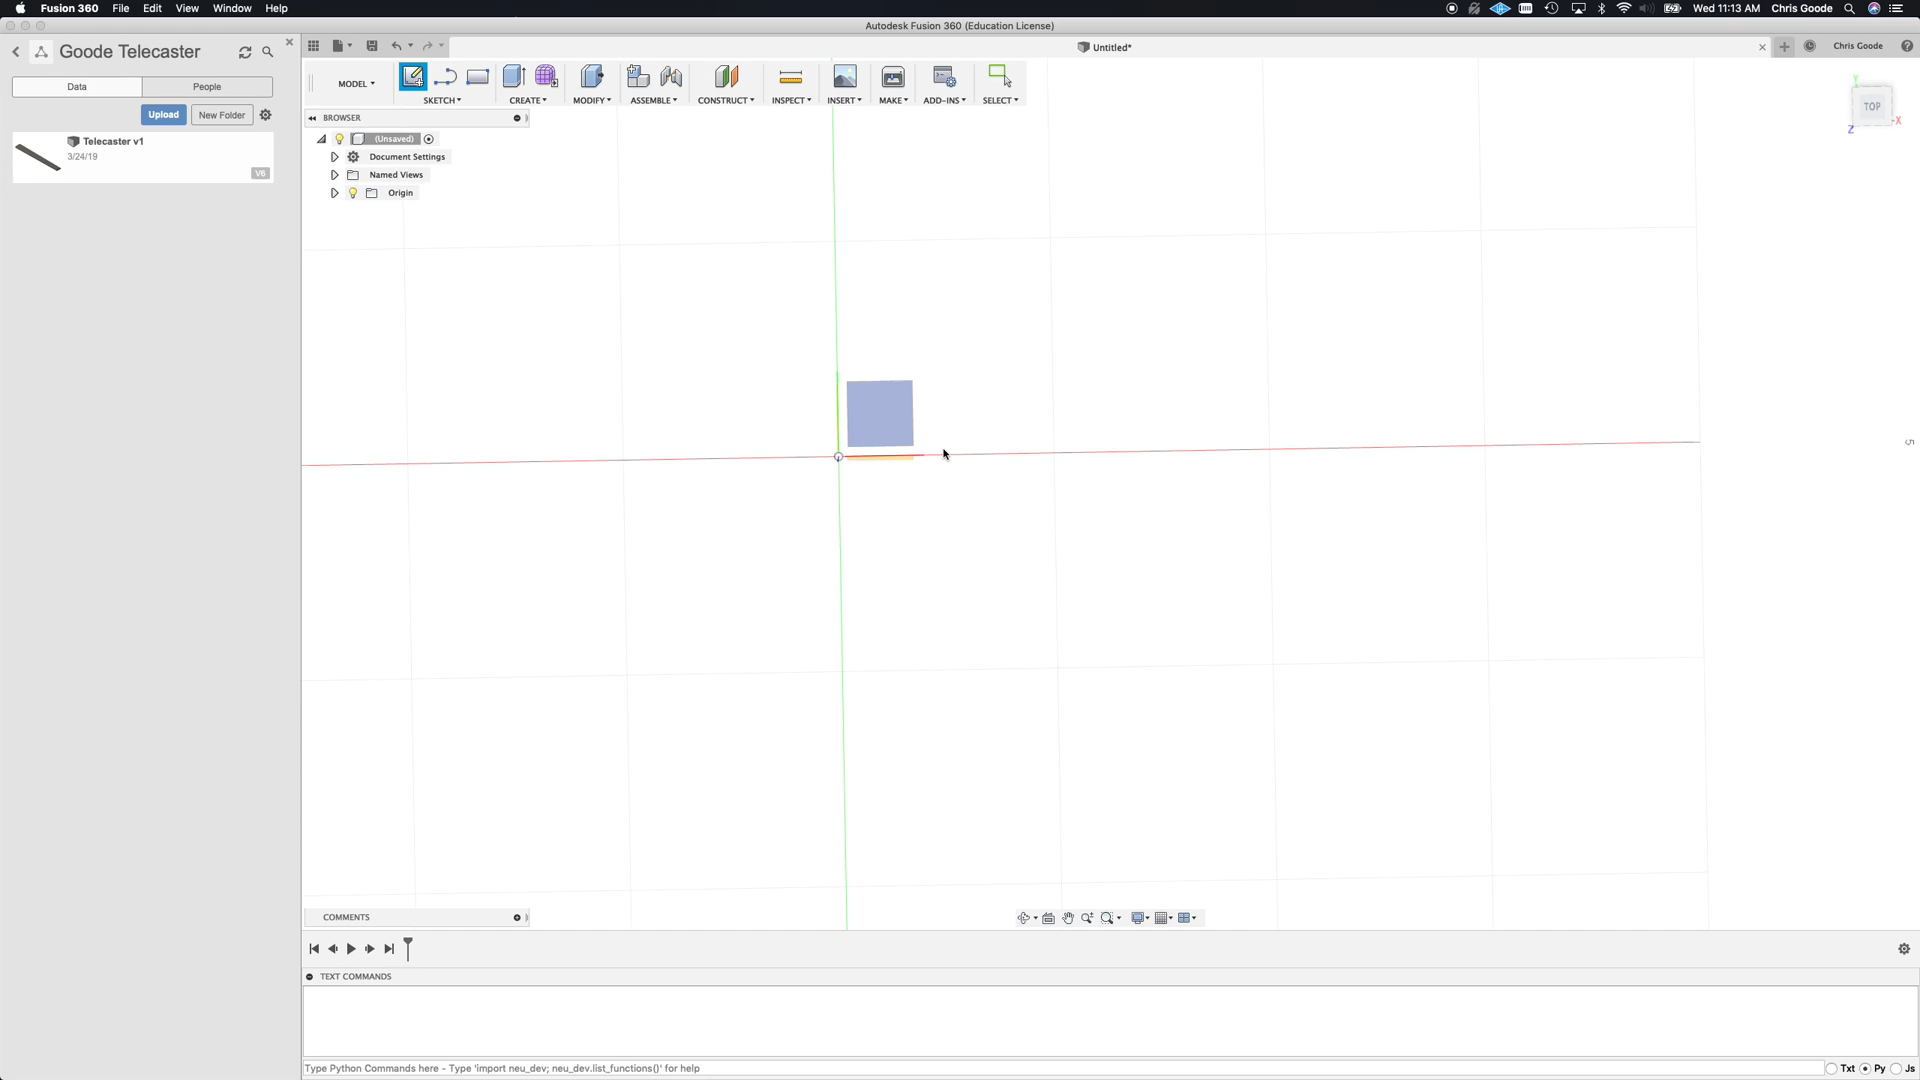 Fusion 360 File Edit View Window Help
Wed 11:13 AM Chris Goode
Autodesk Fusion 360 (Education License)
Goode Telecaster
Untitled*
Chris Goode
Data People
Upload New Folder
Telecaster v1
3/24/19
V6
MODEL
SKETCH CREATE MODIFY ASSEMBLE CONSTRUCT INSPECT INSERT MAKE ADD-INS SELECT
BROWSER
(Unsaved)
Document Settings
Named Views
Origin
Y
TOP
X
Z
5
COMMENTS
TEXT COMMANDS
Type Python Commands here - Type 'import neu_dev; neu_dev.list_functions()' for help
Txt Py Js